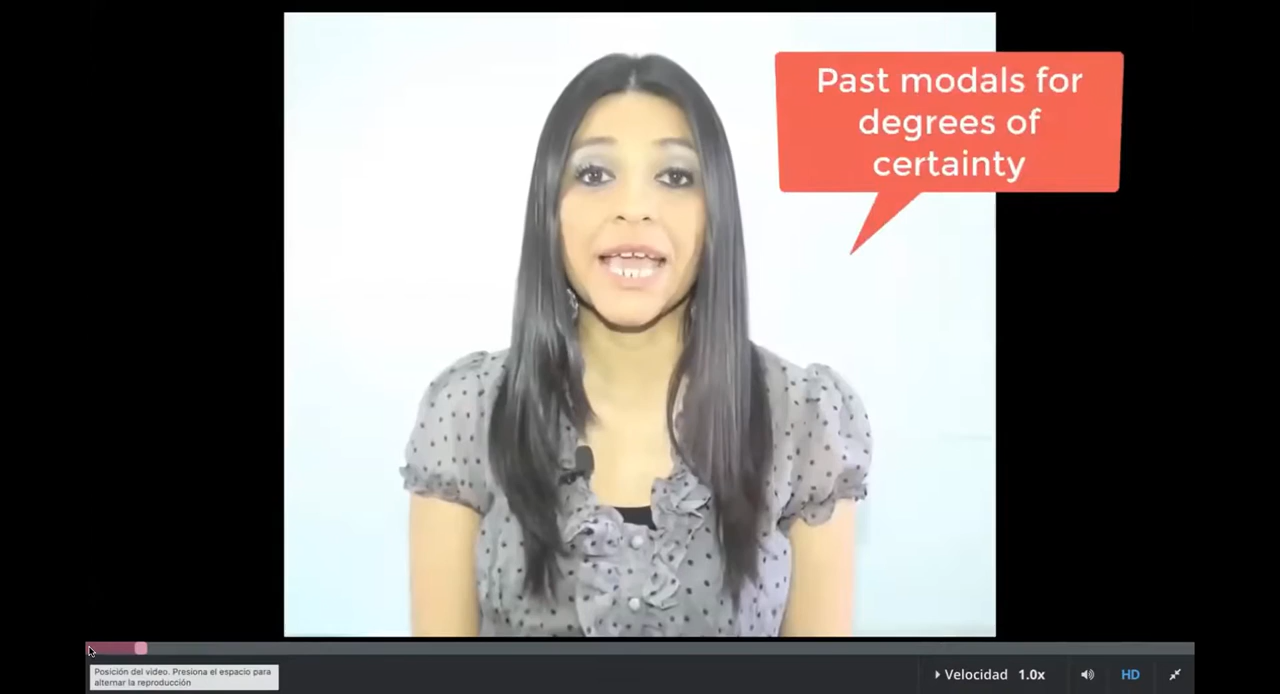 Past modals for
degrees of
certainty
Posición del vídeo. Presiona el espacio para
alternar la reproducción
Velocidad 1.0x
HD